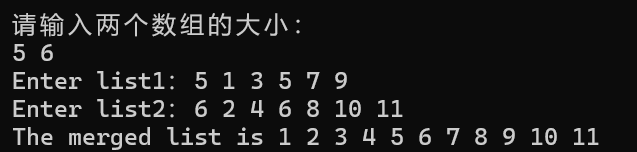 请输入两个数组的大小：
5 6
Enter list1：5 1 3 5 7 9
Enter list2：6 2 4 6 8 10 11
The merged list is 1 2 3 4 5 6 7 8 9 10 11